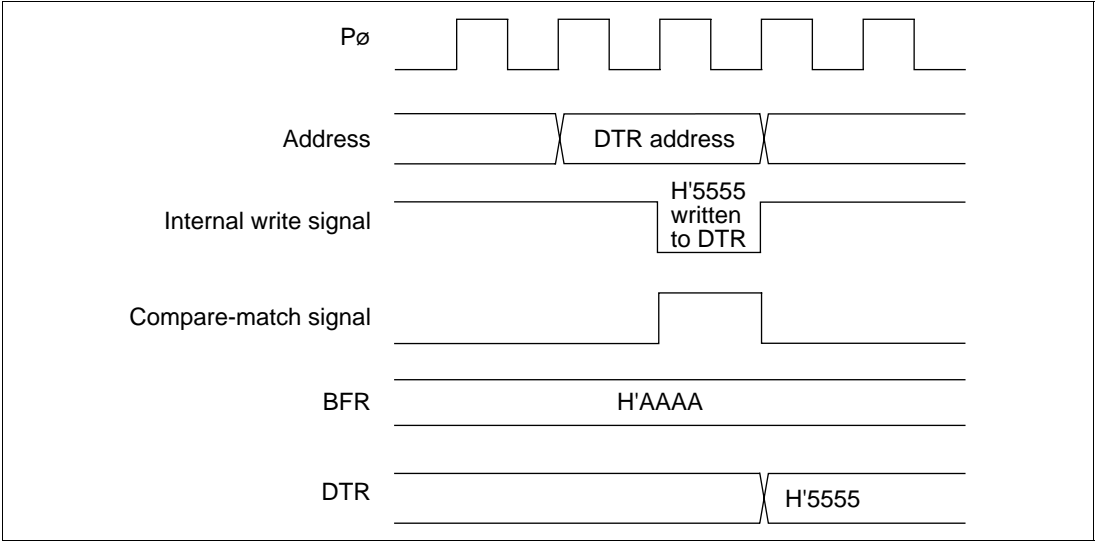 Pø
Address
DTR address
Internal write signal
H'5555
written
to DTR
Compare-match signal
BFR
H'AAAA
DTR
H'5555